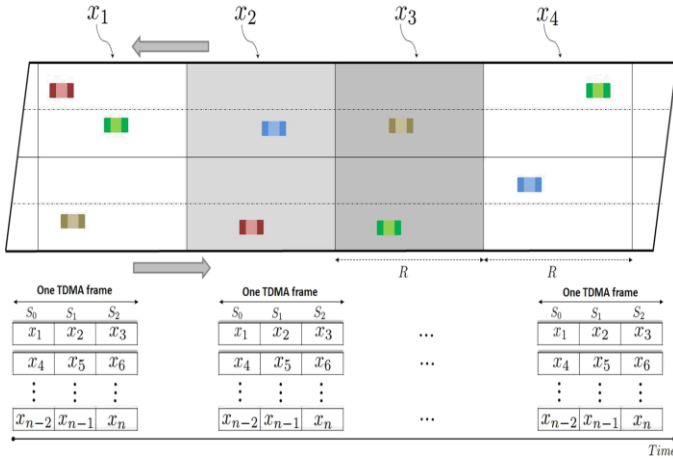 x₁ x₂ x₃ x₄
R R
One TDMA frame One TDMA frame One TDMA frame
S₀ S₁ S₂ S₀ S₁ S₂ S₀ S₁ S₂
x₁ x₂ x₃ x₁ x₂ x₃ ... x₁ x₂ x₃
x₄ x₅ x₆ x₄ x₅ x₆ ... x₄ x₅ x₆
⋮ ⋮ ⋮ ⋮ ⋮ ⋮ ⋮ ⋮ ⋮
xₙ₋₂ xₙ₋₁ xₙ xₙ₋₂ xₙ₋₁ xₙ ... xₙ₋₂ xₙ₋₁ xₙ
Time